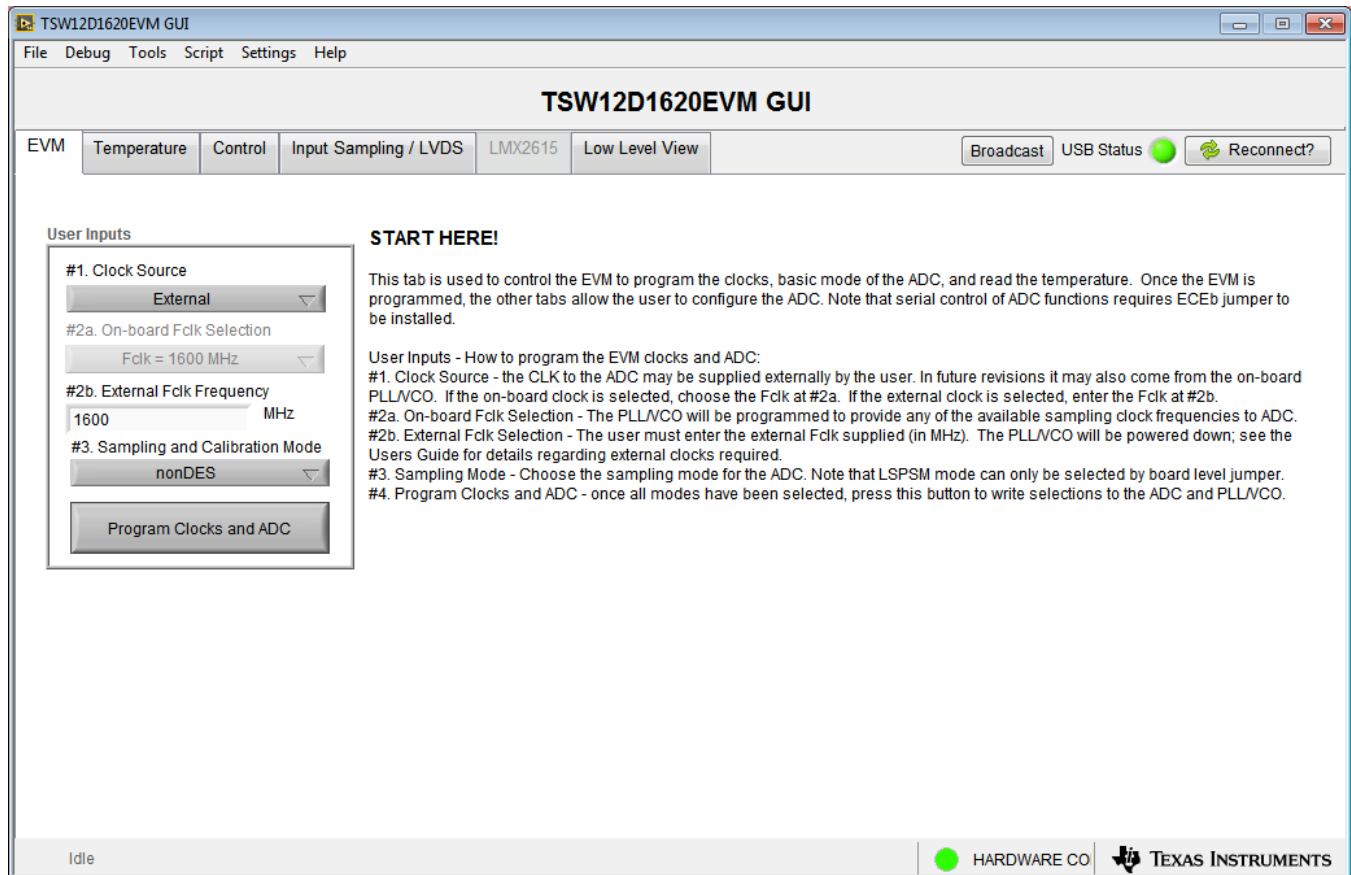 TSW12D1620EVM GUI
File Debug Tools Script Settings Help
TSW12D1620EVM GUI
EVM Temperature Control Input Sampling / LVDS LMX2615 Low Level View Broadcast USB Status Reconnect?
User Inputs
#1. Clock Source
External
#2a. On-board Fclk Selection
Fclk = 1600 MHz
#2b. External Fclk Frequency
1600 MHz
#3. Sampling and Calibration Mode
nonDES
Program Clocks and ADC
START HERE!
This tab is used to control the EVM to program the clocks, basic mode of the ADC, and read the temperature. Once the EVM is
programmed, the other tabs allow the user to configure the ADC. Note that serial control of ADC functions requires ECEb jumper to
be installed.
User Inputs - How to program the EVM clocks and ADC:
#1. Clock Source - the CLK to the ADC may be supplied externally by the user. In future revisions it may also come from the on-board
PLL/VCO. If the on-board clock is selected, choose the Fclk at #2a. If the external clock is selected, enter the Fclk at #2b.
#2a. On-board Fclk Selection - The PLL/VCO will be programmed to provide any of the available sampling clock frequencies to ADC.
#2b. External Fclk Selection - The user must enter the external Fclk supplied (in MHz). The PLL/VCO will be powered down; see the
Users Guide for details regarding external clocks required.
#3. Sampling Mode - Choose the sampling mode for the ADC. Note that LSPSM mode can only be selected by board level jumper.
#4. Program Clocks and ADC - once all modes have been selected, press this button to write selections to the ADC and PLL/VCO.
Idle
HARDWARE CO
TEXAS INSTRUMENTS